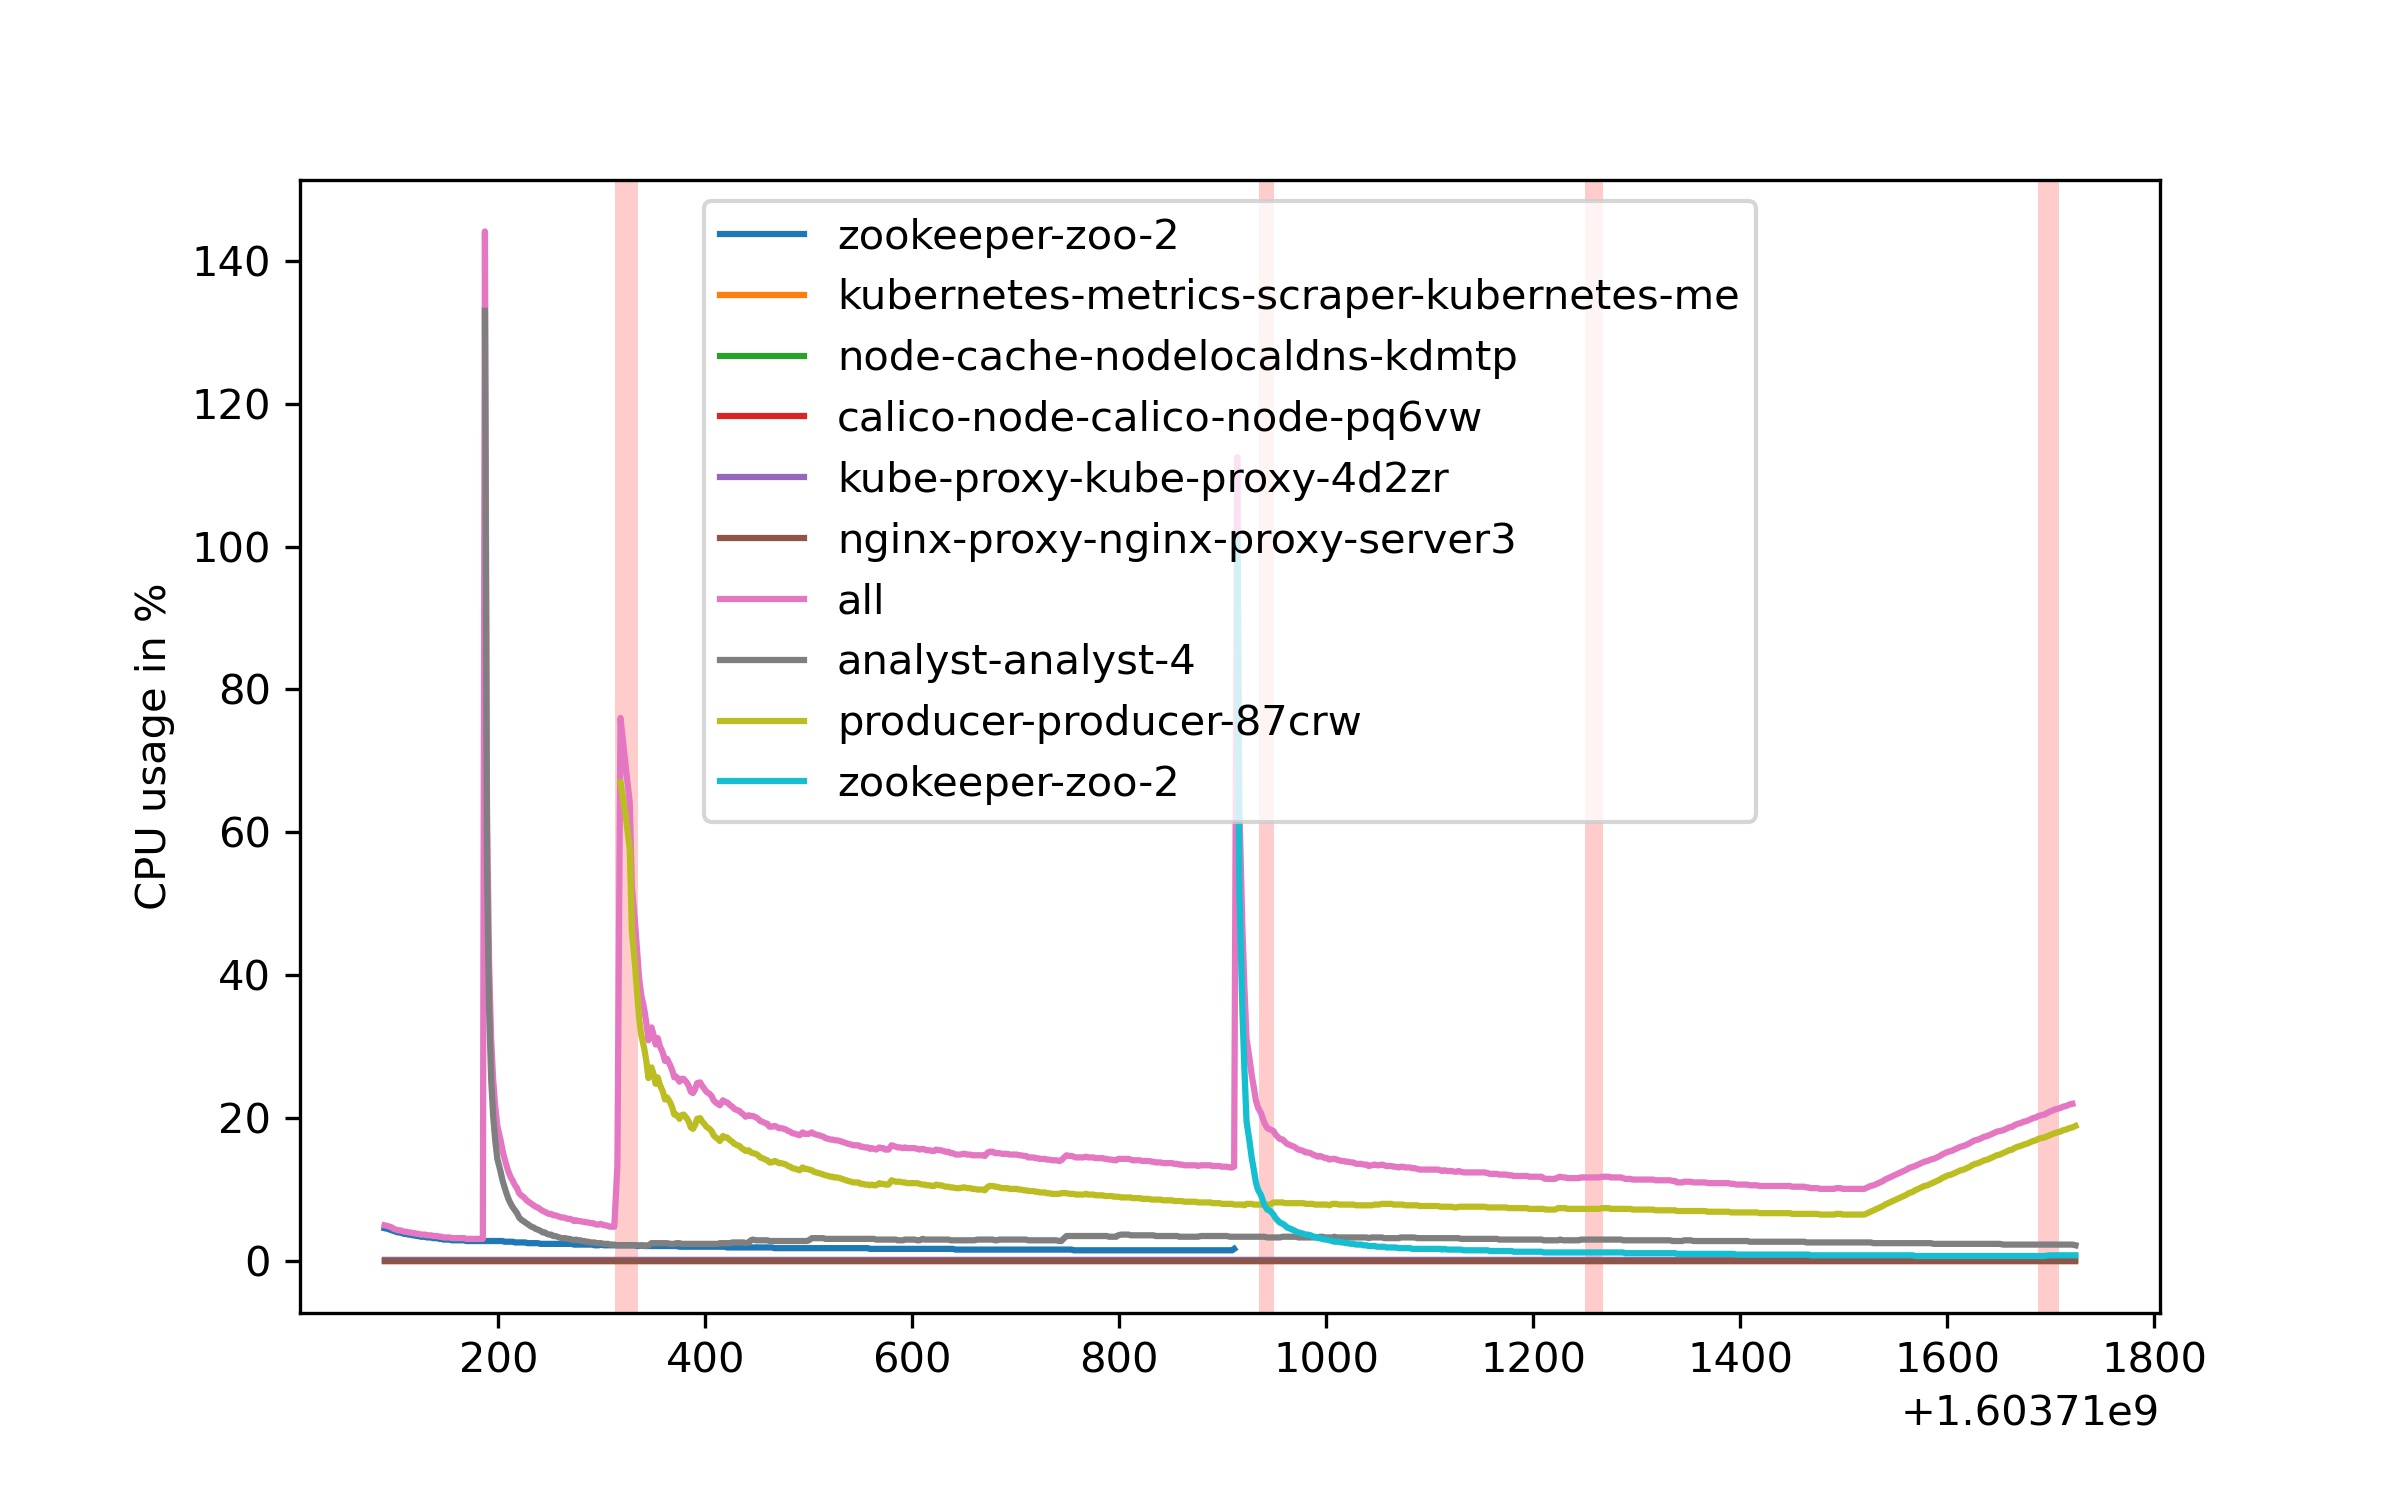 zookeeper-zoo-2
kubernetes-metrics-scraper-kubernetes-me
node-cache-nodelocaldns-kdmtp
calico-node-calico-node-pq6vw
kube-proxy-kube-proxy-4d2zr
nginx-proxy-nginx-proxy-server3
all
analyst-analyst-4
producer-producer-87crw
zookeeper-zoo-2
CPU usage in %
140
120
100
80
60
40
20
0
200 400 600 800 1000 1200 1400 1600 1800
+1.60371e9